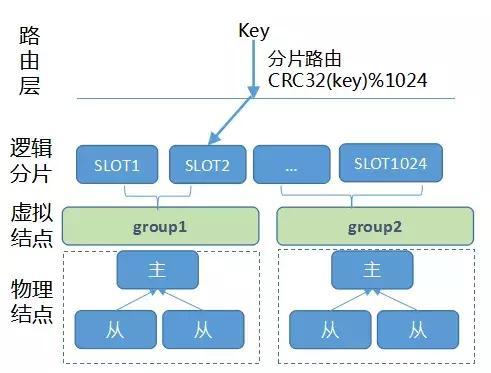 路由层
Key
分片路由
CRC32(key)%1024
逻辑分片
SLOT1
SLOT2
...
SLOT1024
虚拟结点
group1
group2
物理结点
主
主
从
从
从
从